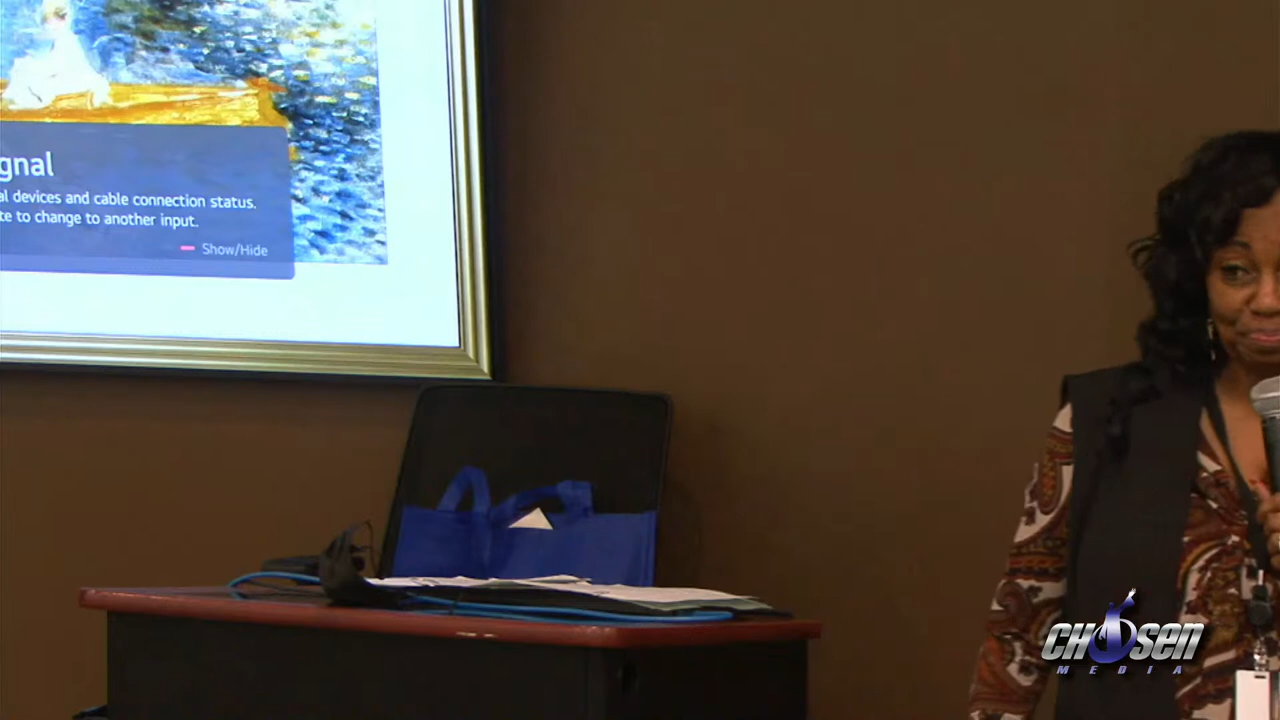 gnal
al devices and cable connection status.
te to change to another input.
Show/Hide
CHOSEN
MEDIA